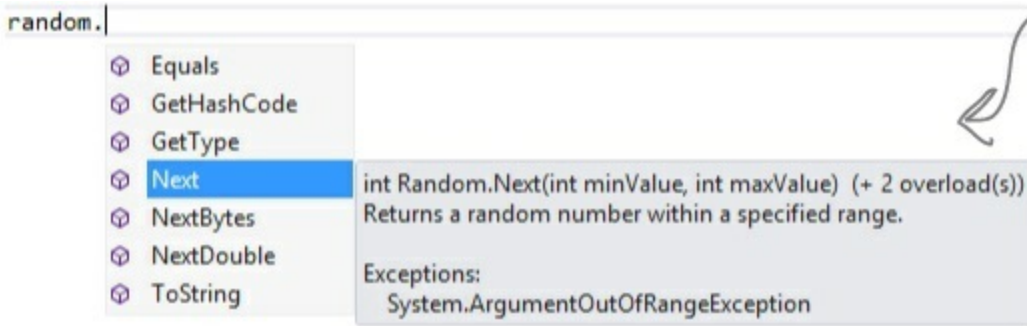 random.
Equals
GetHashCode
GetType
Next
NextBytes
NextDouble
ToString
int Random.Next(int minValue, int maxValue) (+ 2 overload(s))
Returns a random number within a specified range.
Exceptions:
System.ArgumentOutOfRangeException